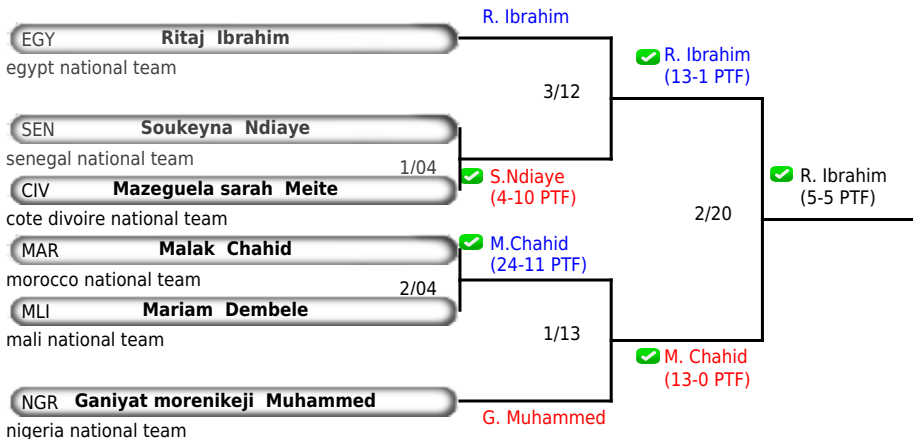 R. Ibrahim
EGY Ritaj Ibrahim
egypt national team
R. Ibrahim
(13-1 PTF)
3/12
SEN Soukeyna Ndiaye
senegal national team
1/04
S.Ndiaye
(4-10 PTF)
CIV Mazeguela sarah Meite
cote divoire national team
R. Ibrahim
(5-5 PTF)
2/20
MAR Malak Chahid
morocco national team
M.Chahid
(24-11 PTF)
2/04
MLI Mariam Dembele
mali national team
1/13
M. Chahid
(13-0 PTF)
NGR Ganiyat morenikeji Muhammed
nigeria national team
G. Muhammed